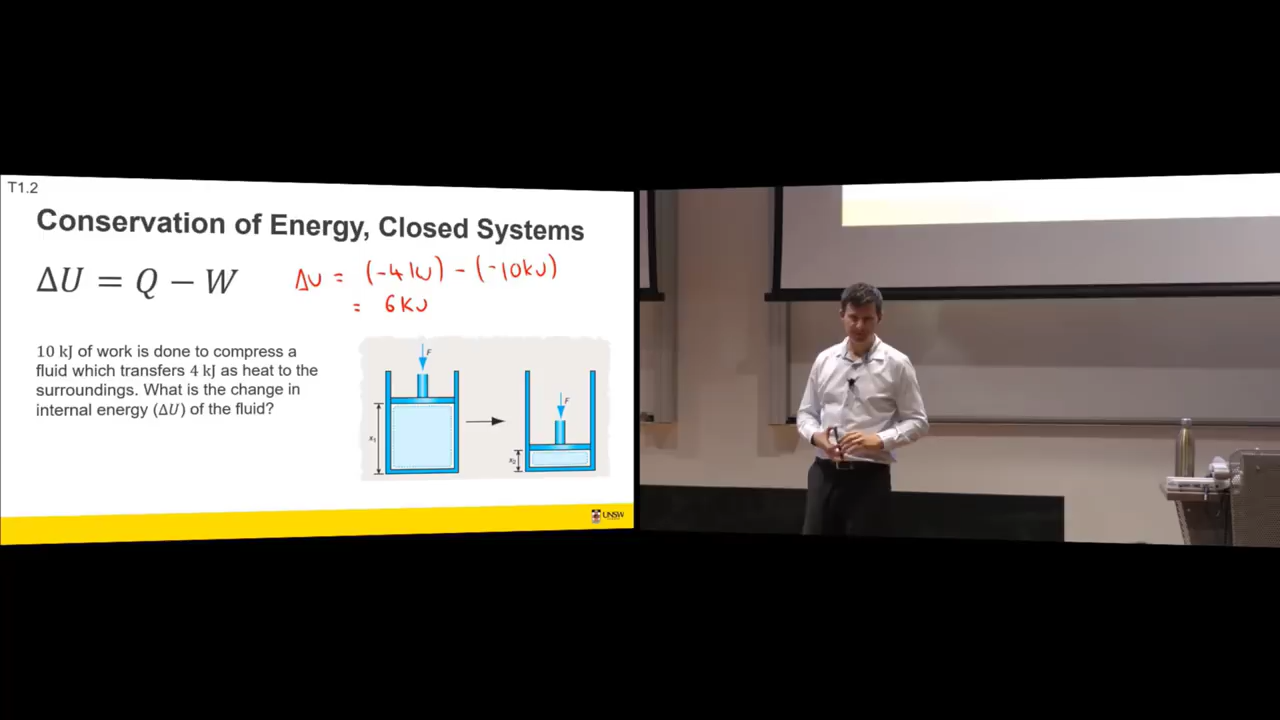 T1.2
Conservation of Energy, Closed Systems
ΔU = Q − W
ΔU = (-4kJ) - (-10kJ)
= 6kJ
10 kJ of work is done to compress a
fluid which transfers 4 kJ as heat to the
surroundings. What is the change in
internal energy (ΔU) of the fluid?
F
F
x₁
x₂
UNSW